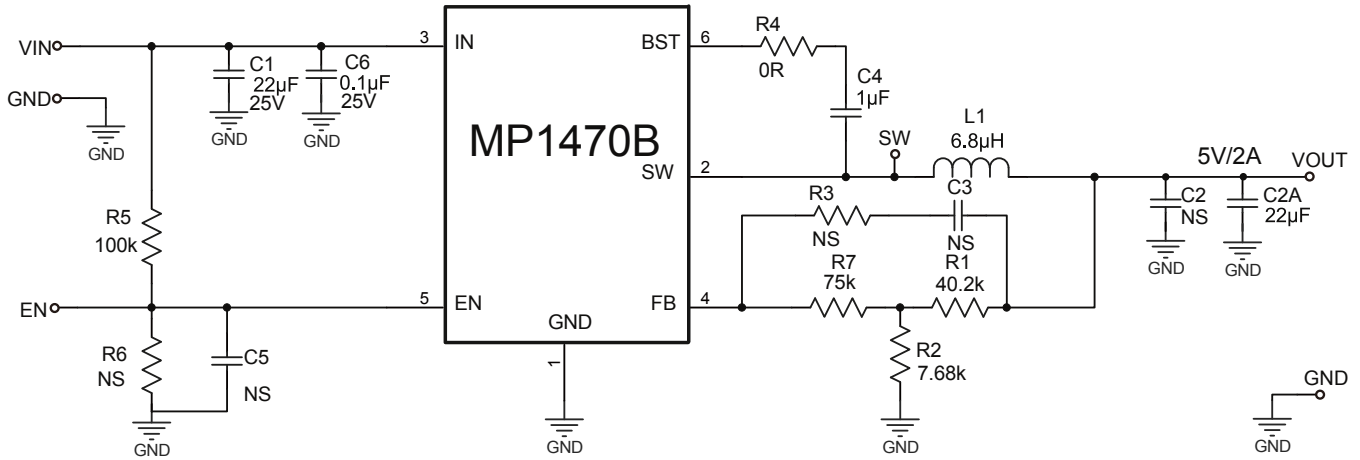 VIN
GND
GND
C1
22µF
25V
GND
C6
0.1µF
25V
GND
3
IN
MP1470B
BST
6
R4
0R
C4
1µF
SW
2
SW
L1
6.8µH
5V/2A
VOUT
C2
NS
GND
C2A
22µF
GND
R3
NS
C3
NS
R5
100k
R7
75k
R1
40.2k
EN
5
EN
FB
4
GND
1
GND
R6
NS
C5
NS
GND
R2
7.68k
GND
GND
GND